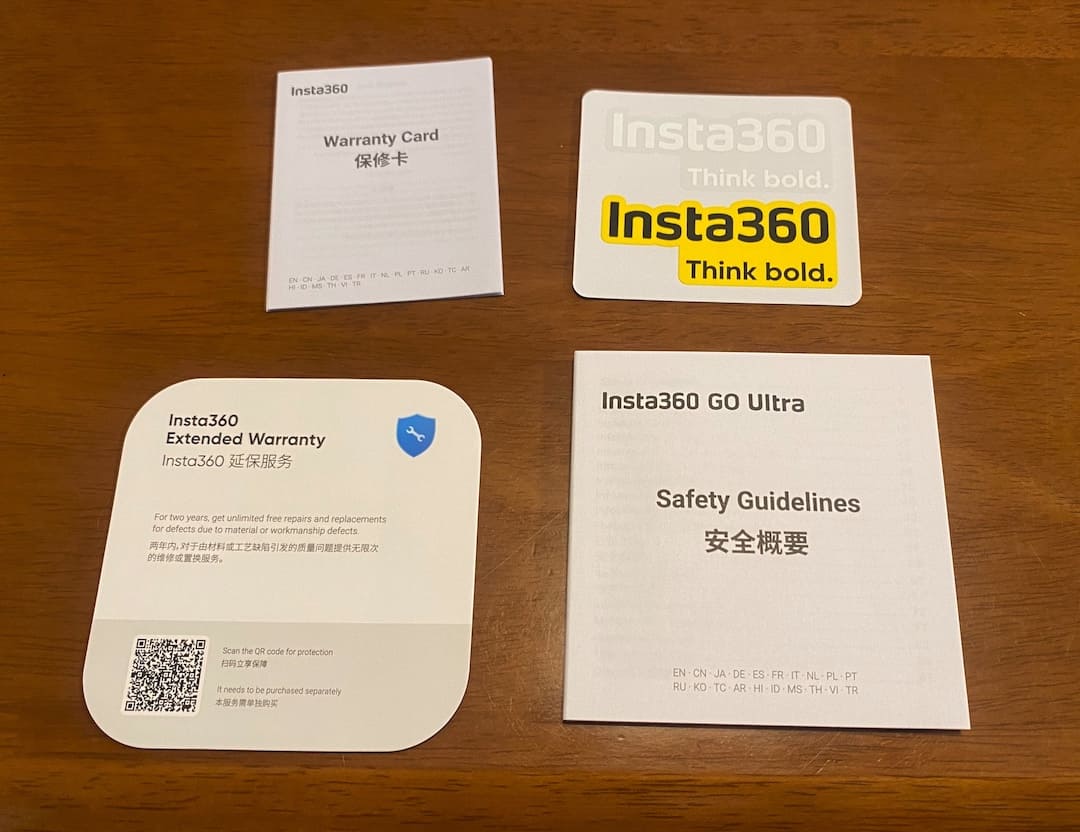 Insta360
Warranty Card
保修卡
EN · CN · JA · DE · ES · FR · IT · NL · PL · PT · RU · KO · TC · AR
HI · ID · MS · TH · VI · TR
Insta360
Think bold.
Insta360
Think bold.
Insta360
Extended Warranty
Insta360 延保服务
For two years, get unlimited free repairs and replacements
for defects due to material or workmanship defects.
两年内，对于由材料或工艺缺陷引发的质量问题提供无限次
的维修或置换服务。
Scan the QR code for protection
扫码立享保障
It needs to be purchased separately
本服务需单独购买
Insta360 GO Ultra
Safety Guidelines
安全概要
EN · CN · JA · DE · ES · FR · IT · NL · PL · PT
RU · KO · TC · AR · HI · ID · MS · TH · VI · TR